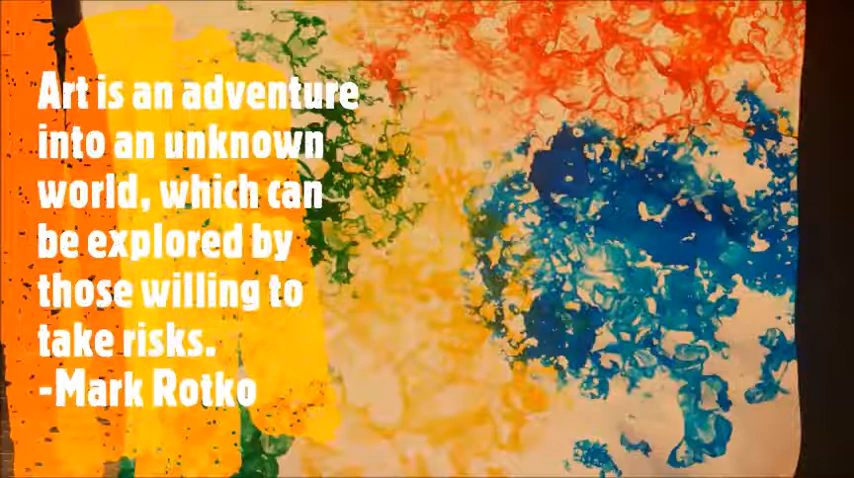 Art is an adventure
into an unknown
world, which can
be explored by
those willing to
take risks.
-Mark Rotko